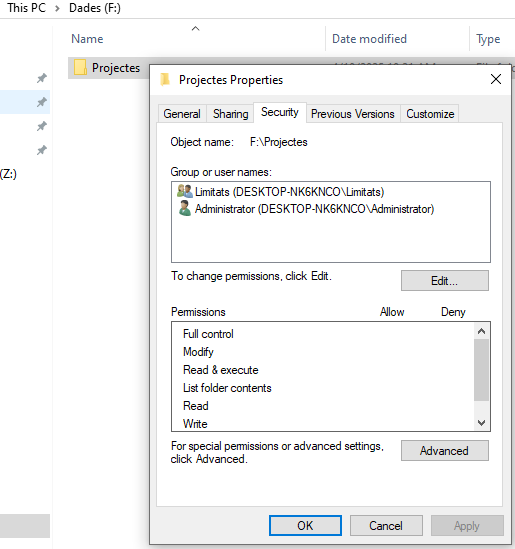 This PC > Dades (F:)
Name
Date modified
Type
Projectes
(Z:)
Projectes Properties
General
Sharing
Security
Previous Versions
Customize
Object name: F:\Projectes
Group or user names:
Limitats (DESKTOP-NK6KNCO\Limitats)
Administrator (DESKTOP-NK6KNCO\Administrator)
To change permissions, click Edit.
Edit...
Permissions Allow Deny
Full control
Modify
Read & execute
List folder contents
Read
Write
For special permissions or advanced settings,
click Advanced.
Advanced
OK
Cancel
Apply